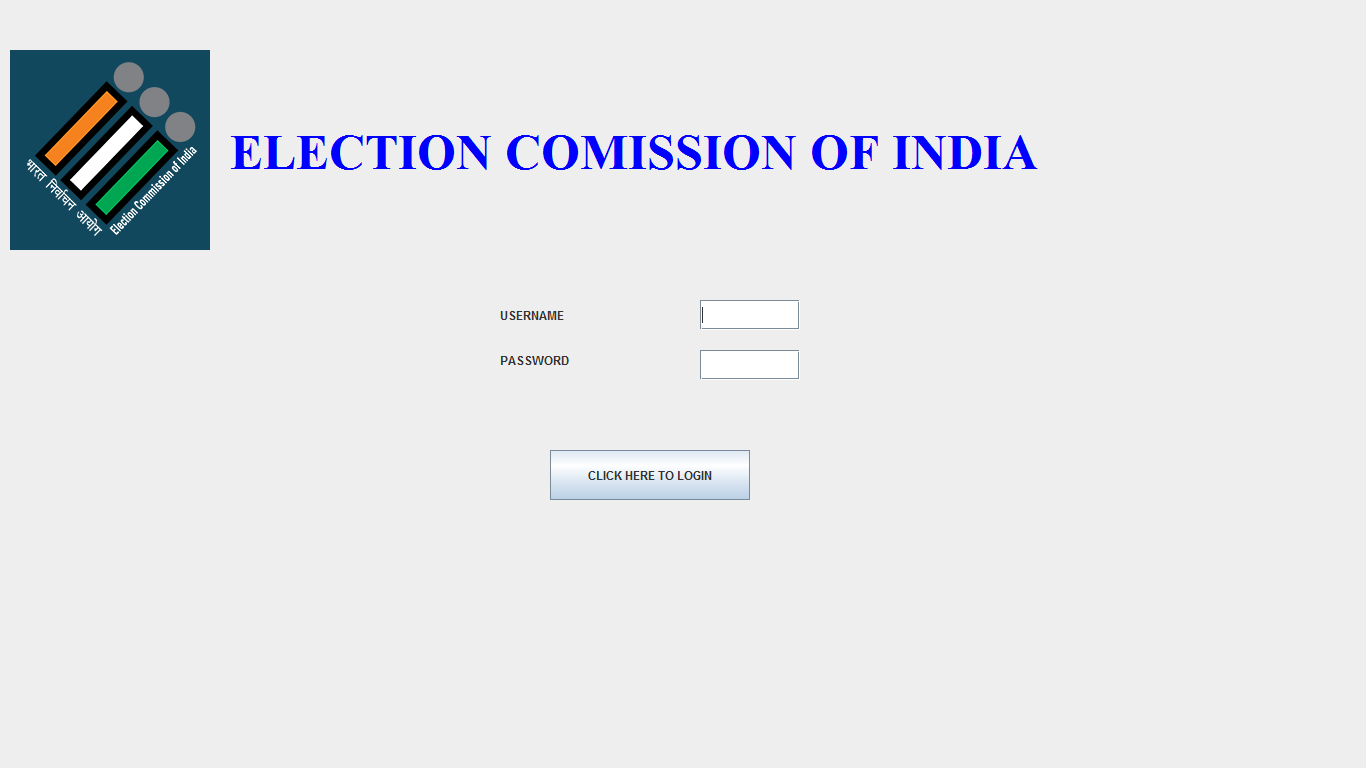 भारत निर्वाचन आयोग
Election Commission of India
ELECTION COMISSION OF INDIA
USERNAME
PASSWORD
CLICK HERE TO LOGIN